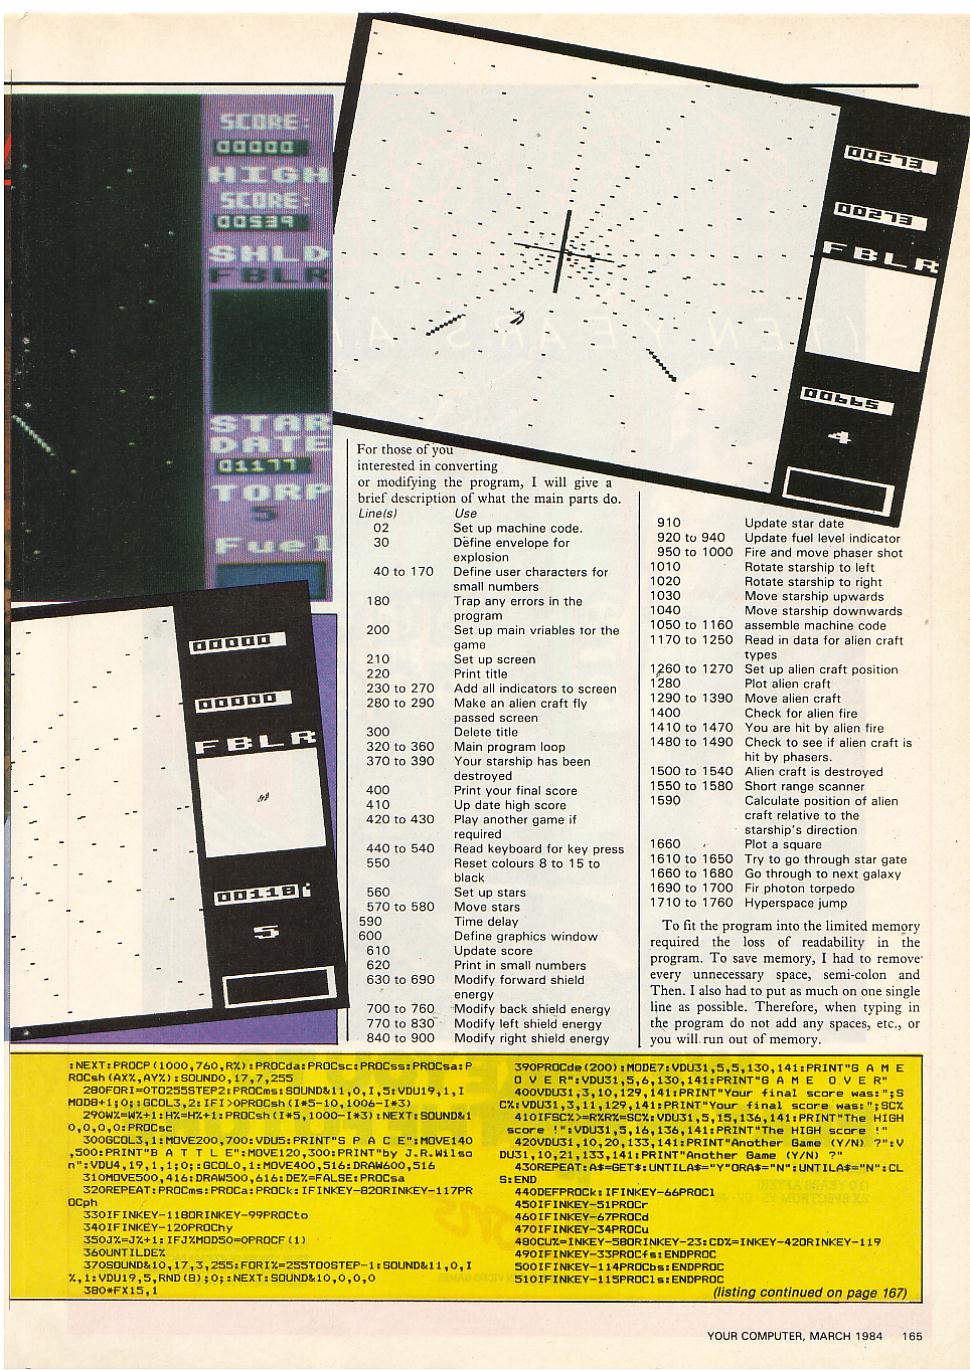 SCORE:
00000
HIGH
SCORE:
00539
SHLD
FBLR
STAR
DATE
01177
TORP
5
Fuel
00273
00273
FBLR
00665
4
00000
00000
FBLR
00118
5
For those of you
interested in converting
or modifying the program, I will give a
brief description of what the main parts do.
Line(s) Use
02 Set up machine code.
30 Define envelope for
explosion
40 to 170 Define user characters for
small numbers
180 Trap any errors in the
program
200 Set up main vriables for the
game
210 Set up screen
220 Print title
230 to 270 Add all indicators to screen
280 to 290 Make an alien craft fly
passed screen
300 Delete title
320 to 360 Main program loop
370 to 390 Your starship has been
destroyed
400 Print your final score
410 Up date high score
420 to 430 Play another game if
required
440 to 540 Read keyboard for key press
550 Reset colours 8 to 15 to
black
560 Set up stars
570 to 580 Move stars
590 Time delay
600 Define graphics window
610 Update score
620 Print in small numbers
630 to 690 Modify forward shield
energy
700 to 760 Modify back shield energy
770 to 830 Modify left shield energy
840 to 900 Modify right shield energy
910 Update star date
920 to 940 Update fuel level indicator
950 to 1000 Fire and move phaser shot
1010 Rotate starship to left
1020 Rotate starship to right
1030 Move starship upwards
1040 Move starship downwards
1050 to 1160 assemble machine code
1170 to 1250 Read in data for alien craft
types
1260 to 1270 Set up alien craft position
1280 Plot alien craft
1290 to 1390 Move alien craft
1400 Check for alien fire
1410 to 1470 You are hit by alien fire
1480 to 1490 Check to see if alien craft is
hit by phasers.
1500 to 1540 Alien craft is destroyed
1550 to 1580 Short range scanner
1590 Calculate position of alien
craft relative to the
starship's direction
1660 Plot a square
1610 to 1650 Try to go through star gate
1660 to 1680 Go through to next galaxy
1690 to 1700 Fir photon torpedo
1710 to 1760 Hyperspace jump
To fit the program into the limited memory
required the loss of readability in the
program. To save memory, I had to remove
every unnecessary space, semi-colon and
Then. I also had to put as much on one single
line as possible. Therefore, when typing in
the program do not add any spaces, etc., or
you will run out of memory.
:NEXT:PROCP(1000,760,R%):PROCda:PROCsc:PROCss:PROCsa:P
ROCsh(AX%,AY%):SOUND0,17,7,255
280FORI=0TO255STEP2:PROCms:SOUND&11,0,I,5:VDU19,1,I
MOD8+1;0;:GCOL3,2:IFI>0PROCsh(I*5-10,1006-I*3)
290W%=W%+1:H%=H%+1:PROCsh(I*5,1000-I*3):NEXT:SOUND&1
0,0,0,0:PROCsc
300GCOL3,1:MOVE200,700:VDU5:PRINT"S P A C E":MOVE140
,500:PRINT"B A T T L E":MOVE120,300:PRINT"by J.R.Wilso
n":VDU4,19,1,1;0;:GCOL0,1:MOVE400,516:DRAW600,516
310MOVE500,416:DRAW500,616:DE%=FALSE:PROCsa
320REPEAT:PROCms:PROCa:PROCk:IFINKEY-82ORINKEY-117PR
OCph
330IFINKEY-118ORINKEY-99PROCto
340IFINKEY-120PROChy
350J%=J%+1:IFJ%MOD50=0PROCF(1)
360UNTILDE%
370SOUND&10,17,3,255:FORI%=255TO0STEP-1:SOUND&11,0,I
%,1:VDU19,5,RND(8);0;:NEXT:SOUND&10,0,0,0
380*FX15,1
390PROCde(200):MODE7:VDU31,5,5,130,141:PRINT"G A M E
O V E R":VDU31,5,6,130,141:PRINT"G A M E O V E R"
400VDU31,3,10,129,141:PRINT"Your final score was:";S
C%:VDU31,3,11,129,141:PRINT"Your final score was:";SC%
410IFSC%>=R%R%=SC%:VDU31,5,15,136,141:PRINT"The HIGH
score !":VDU31,5,16,136,141:PRINT"The HIGH score !"
420VDU31,10,20,133,141:PRINT"Another Game (Y/N) ?":V
DU31,10,21,133,141:PRINT"Another Game (Y/N) ?"
430REPEAT:A$=GET$:UNTILA$="Y"ORA$="N":UNTILA$="N":CL
S:END
440DEFPROCk:IFINKEY-66PROCl
450IFINKEY-51PROCr
460IFINKEY-67PROCd
470IFINKEY-34PROCu
480CU%=INKEY-58ORINKEY-23:CD%=INKEY-42ORINKEY-119
490IFINKEY-33PROCfs:ENDPROC
500IFINKEY-114PROCbs:ENDPROC
510IFINKEY-115PROCls:ENDPROC
(listing continued on page 167)
YOUR COMPUTER, MARCH 1984 165